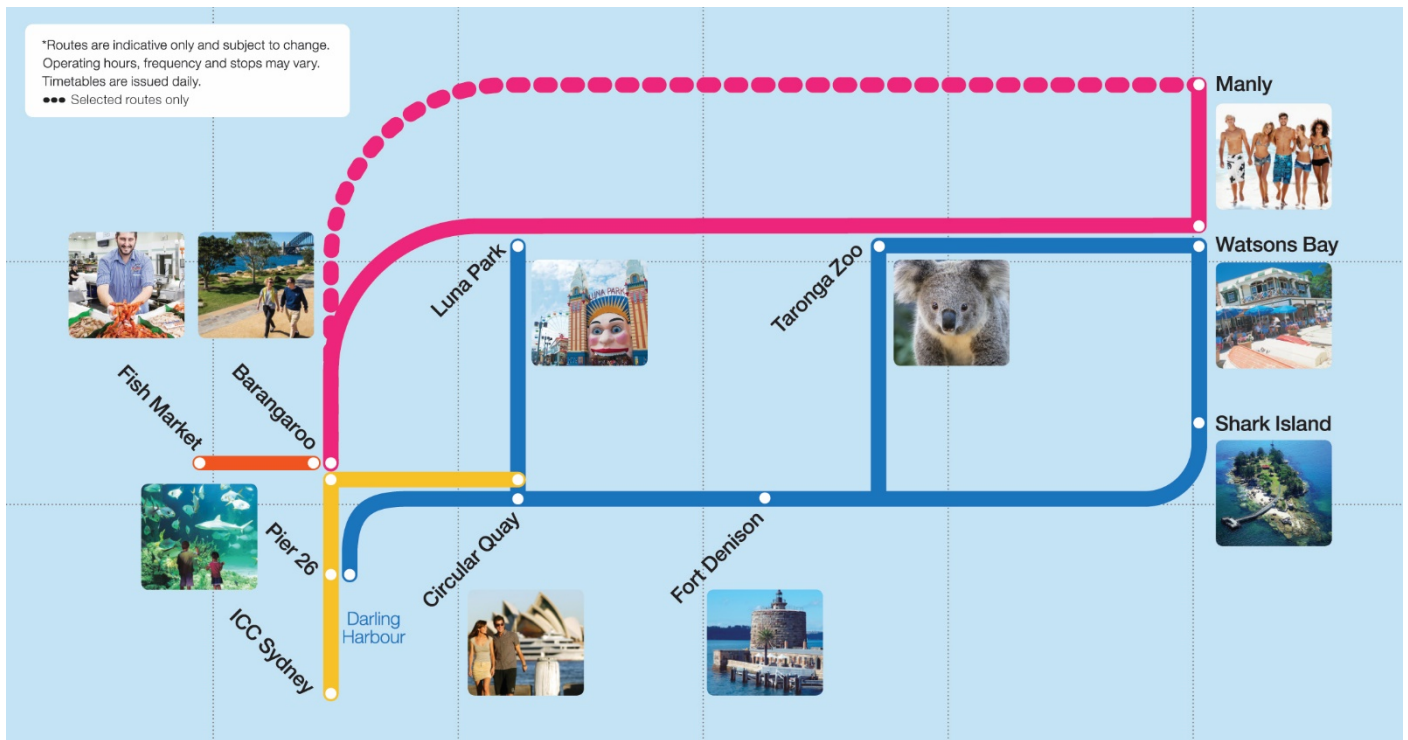 *Routes are indicative only and subject to change.
Operating hours, frequency and stops may vary.
Timetables are issued daily.
●●● Selected routes only
Manly
Luna Park
Taronga Zoo
Watsons Bay
LUNA PARK
Fish Market
Barangaroo
Shark Island
Pier 26
Circular Quay
Fort Denison
ICC Sydney
Darling
Harbour